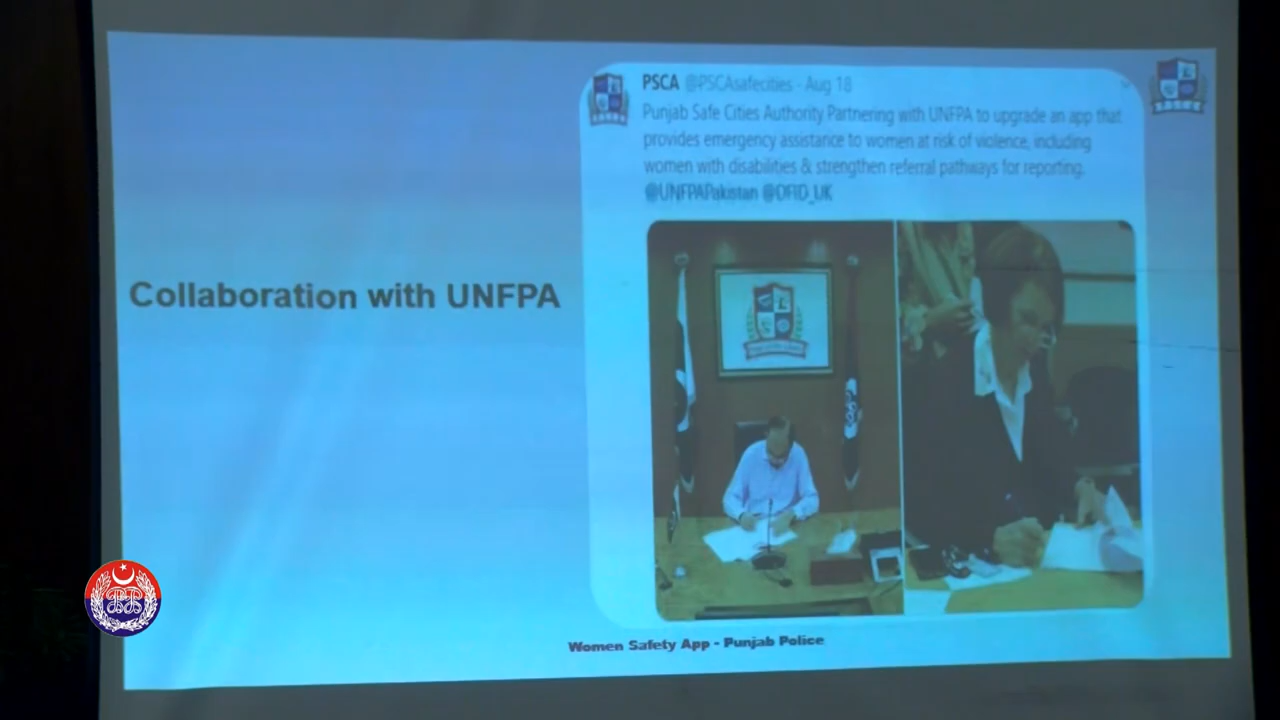 PSCA @PSCAsafecities - Aug 18
Punjab Safe Cities Authority Partnering with UNFPA to upgrade an app that
provides emergency assistance to women at risk of violence, including
women with disabilities & strengthen referral pathways for reporting.
@UNFPAPakistan @DFID_UK
Collaboration with UNFPA
Women Safety App - Punjab Police